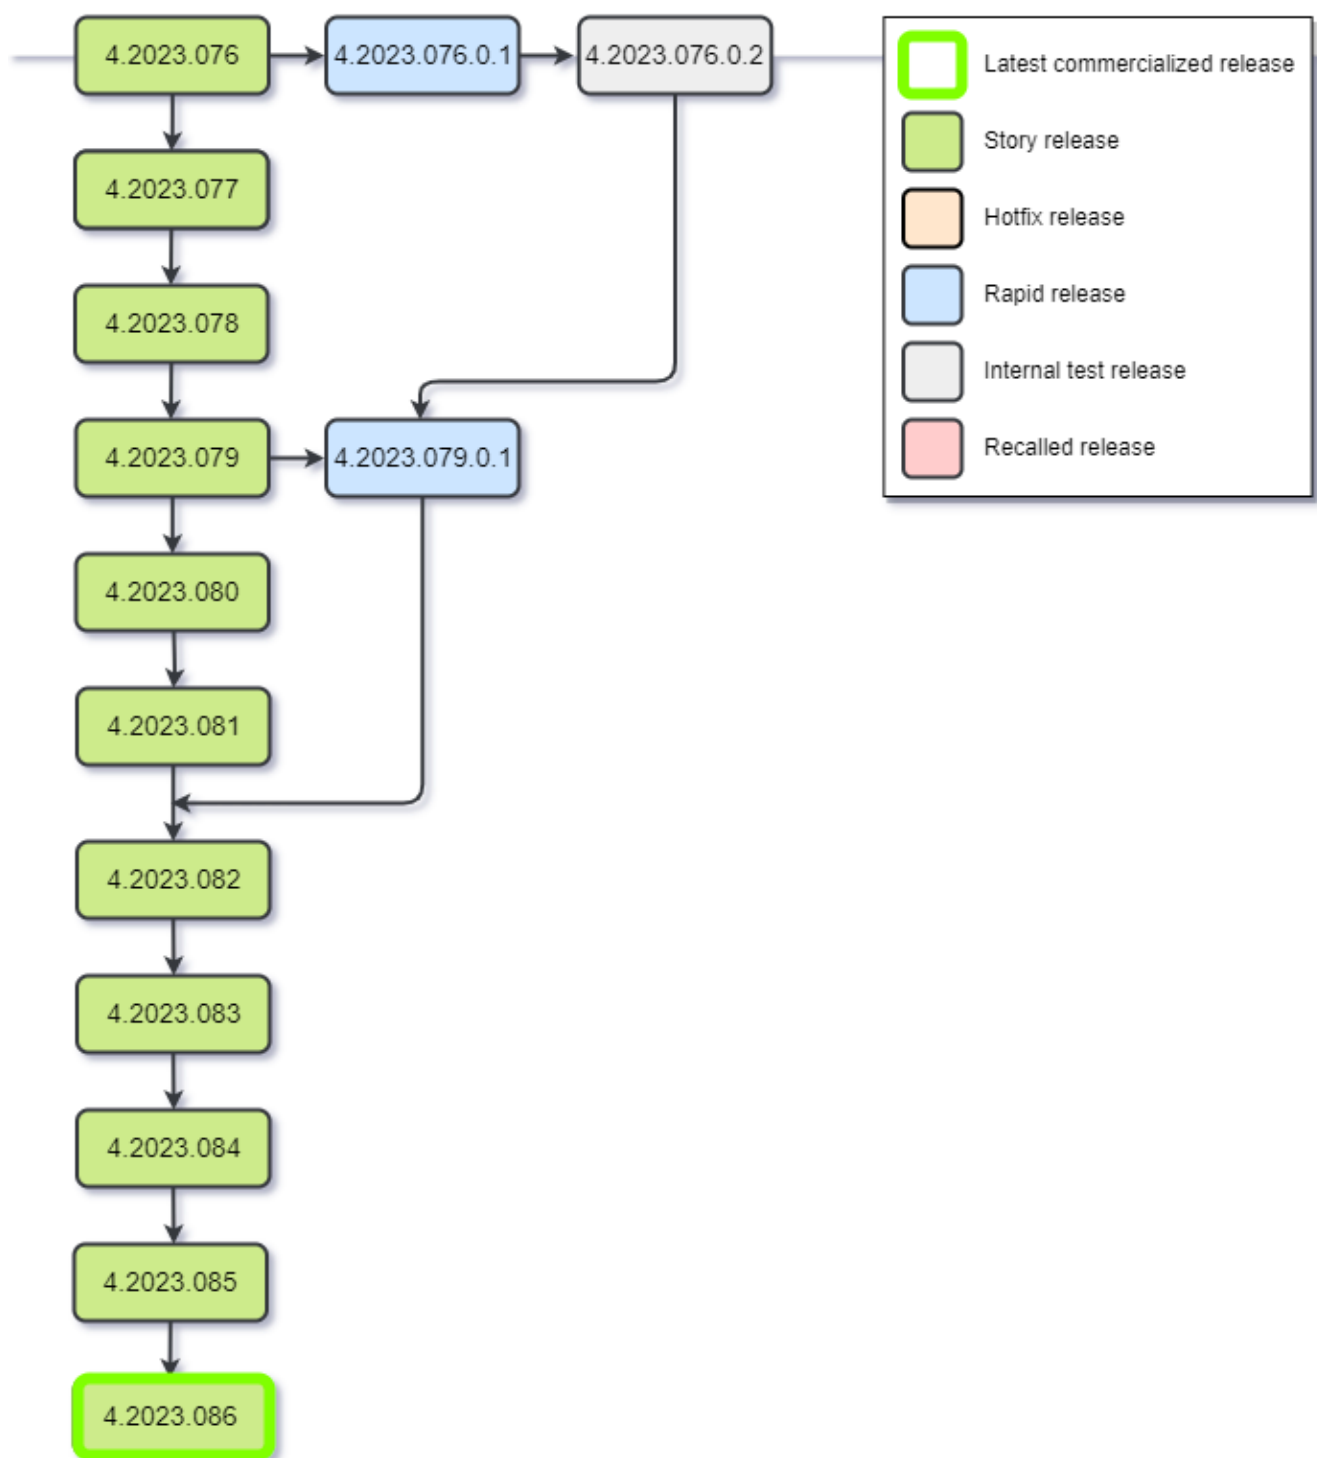 4.2023.076
4.2023.076.0.1
4.2023.076.0.2
4.2023.077
4.2023.078
4.2023.079
4.2023.079.0.1
4.2023.080
4.2023.081
4.2023.082
4.2023.083
4.2023.084
4.2023.085
4.2023.086
Latest commercialized release
Story release
Hotfix release
Rapid release
Internal test release
Recalled release